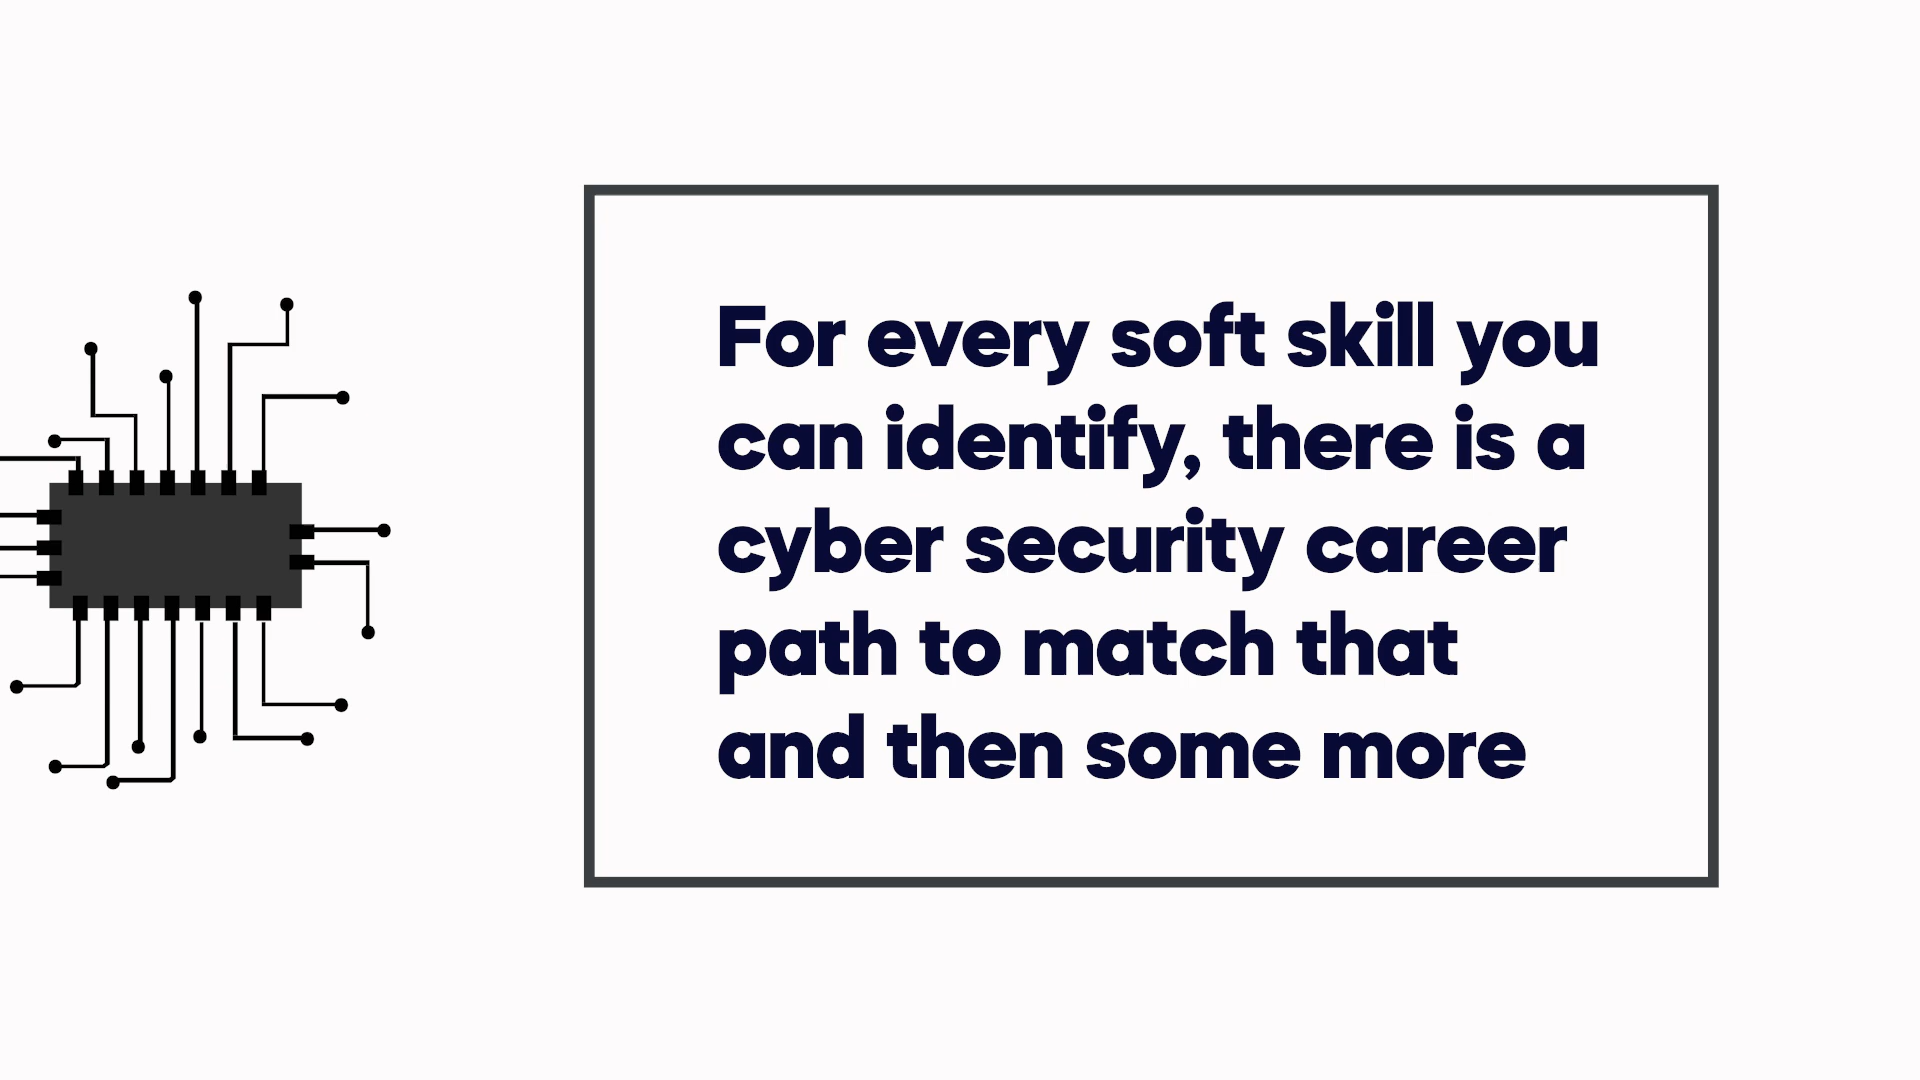 For every soft skill you
can identify, there is a
cyber security career
path to match that
and then some more